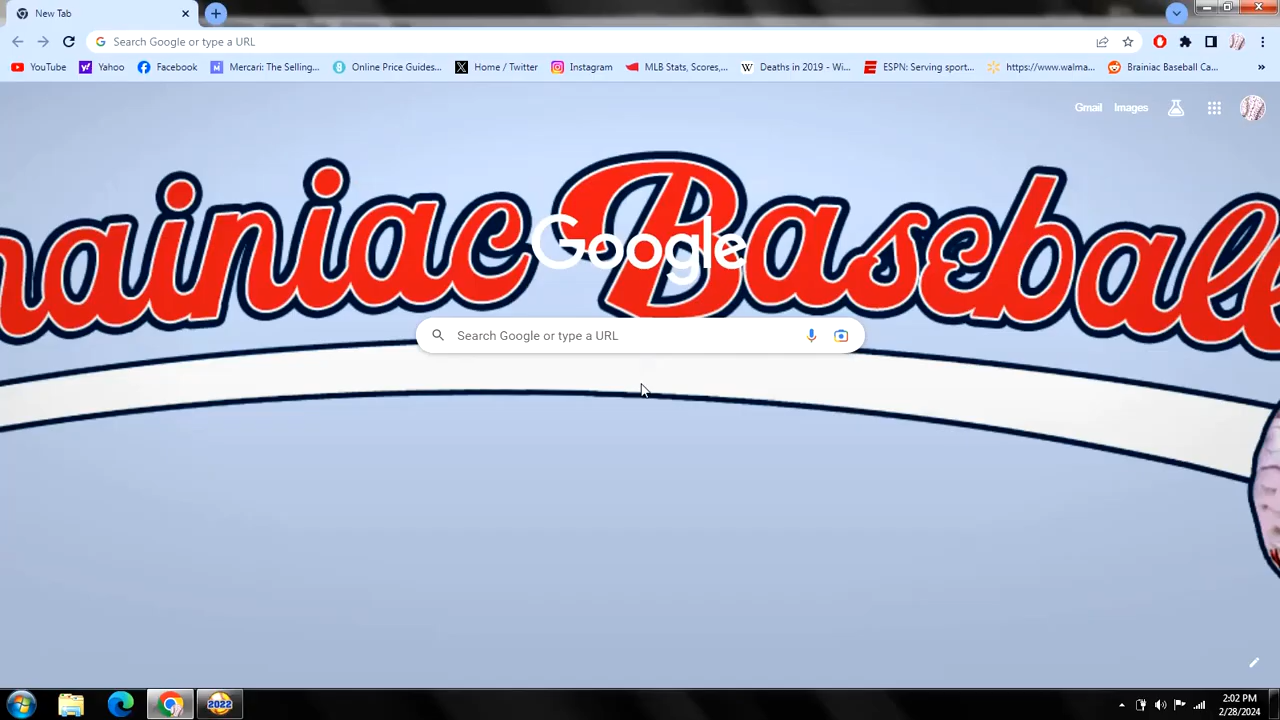 New Tab
Search Google or type a URL
YouTube Yahoo Facebook Mercari: The Selling... Online Price Guides... Home / Twitter Instagram MLB Stats, Scores,... Deaths in 2019 - Wi... ESPN: Serving sport... https://www.walma... Brainiac Baseball Ca... »
Gmail Images
rainiac Baseball
Google
Search Google or type a URL
2022
2:02 PM
2/28/2024